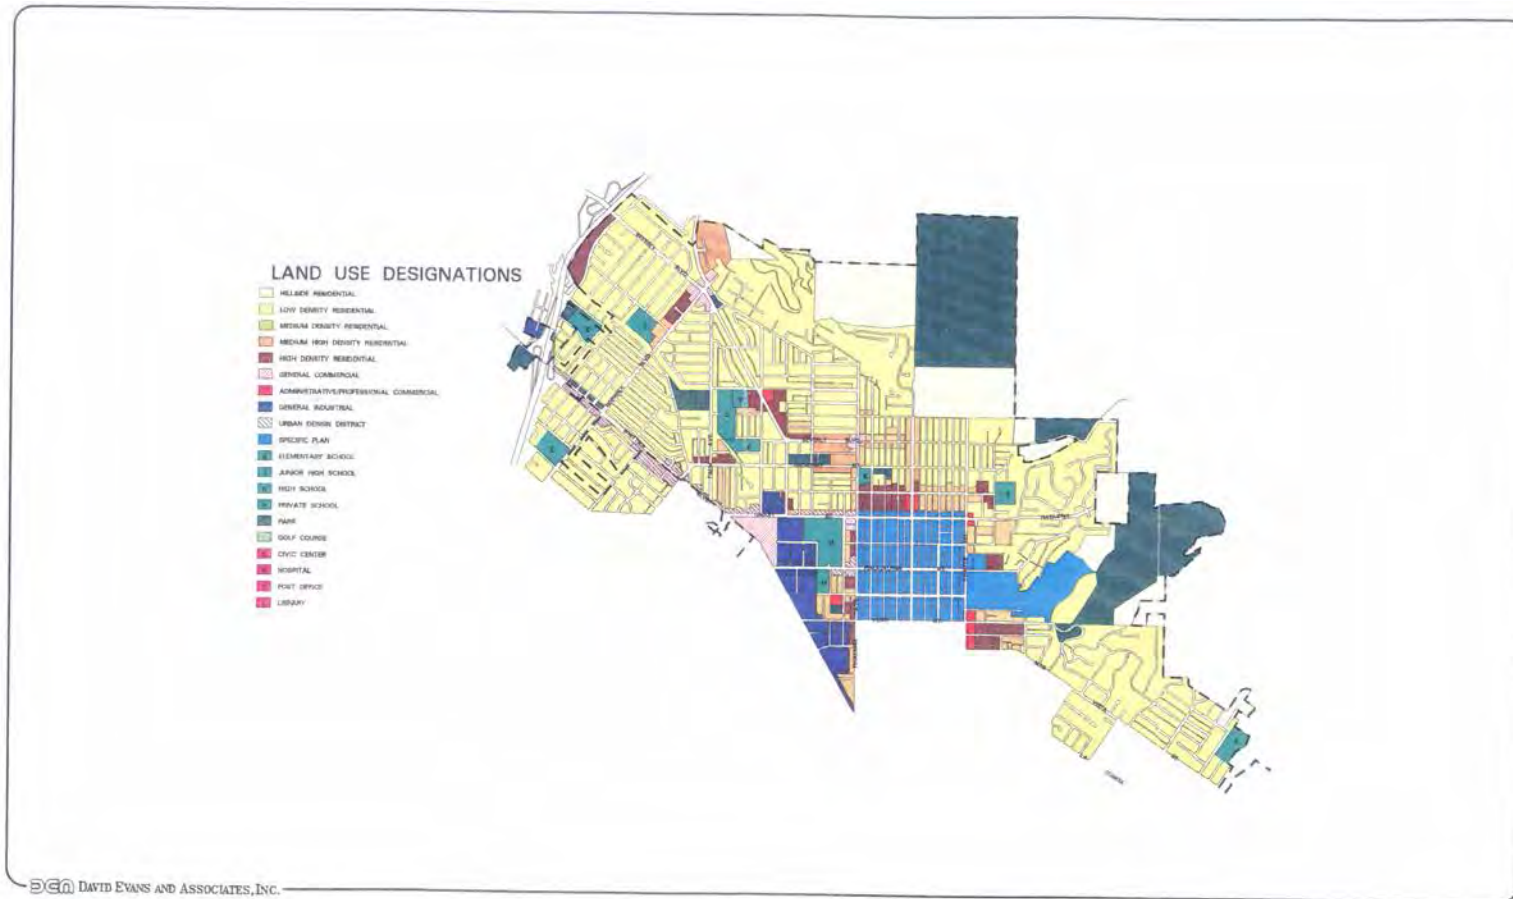 LAND USE DESIGNATIONS
HILLSIDE RESIDENTIAL
LOW DENSITY RESIDENTIAL
MEDIUM DENSITY RESIDENTIAL
MEDIUM HIGH DENSITY RESIDENTIAL
HIGH DENSITY RESIDENTIAL
GENERAL COMMERCIAL
ADMINISTRATIVE/PROFESSIONAL COMMERCIAL
GENERAL INDUSTRIAL
URBAN DESIGN DISTRICT
SPECIFIC PLAN
ELEMENTARY SCHOOL
JUNIOR HIGH SCHOOL
HIGH SCHOOL
PRIVATE SCHOOL
PARK
GOLF COURSE
CIVIC CENTER
HOSPITAL
POST OFFICE
LIBRARY
BLVD
DEA DAVID EVANS AND ASSOCIATES, INC.